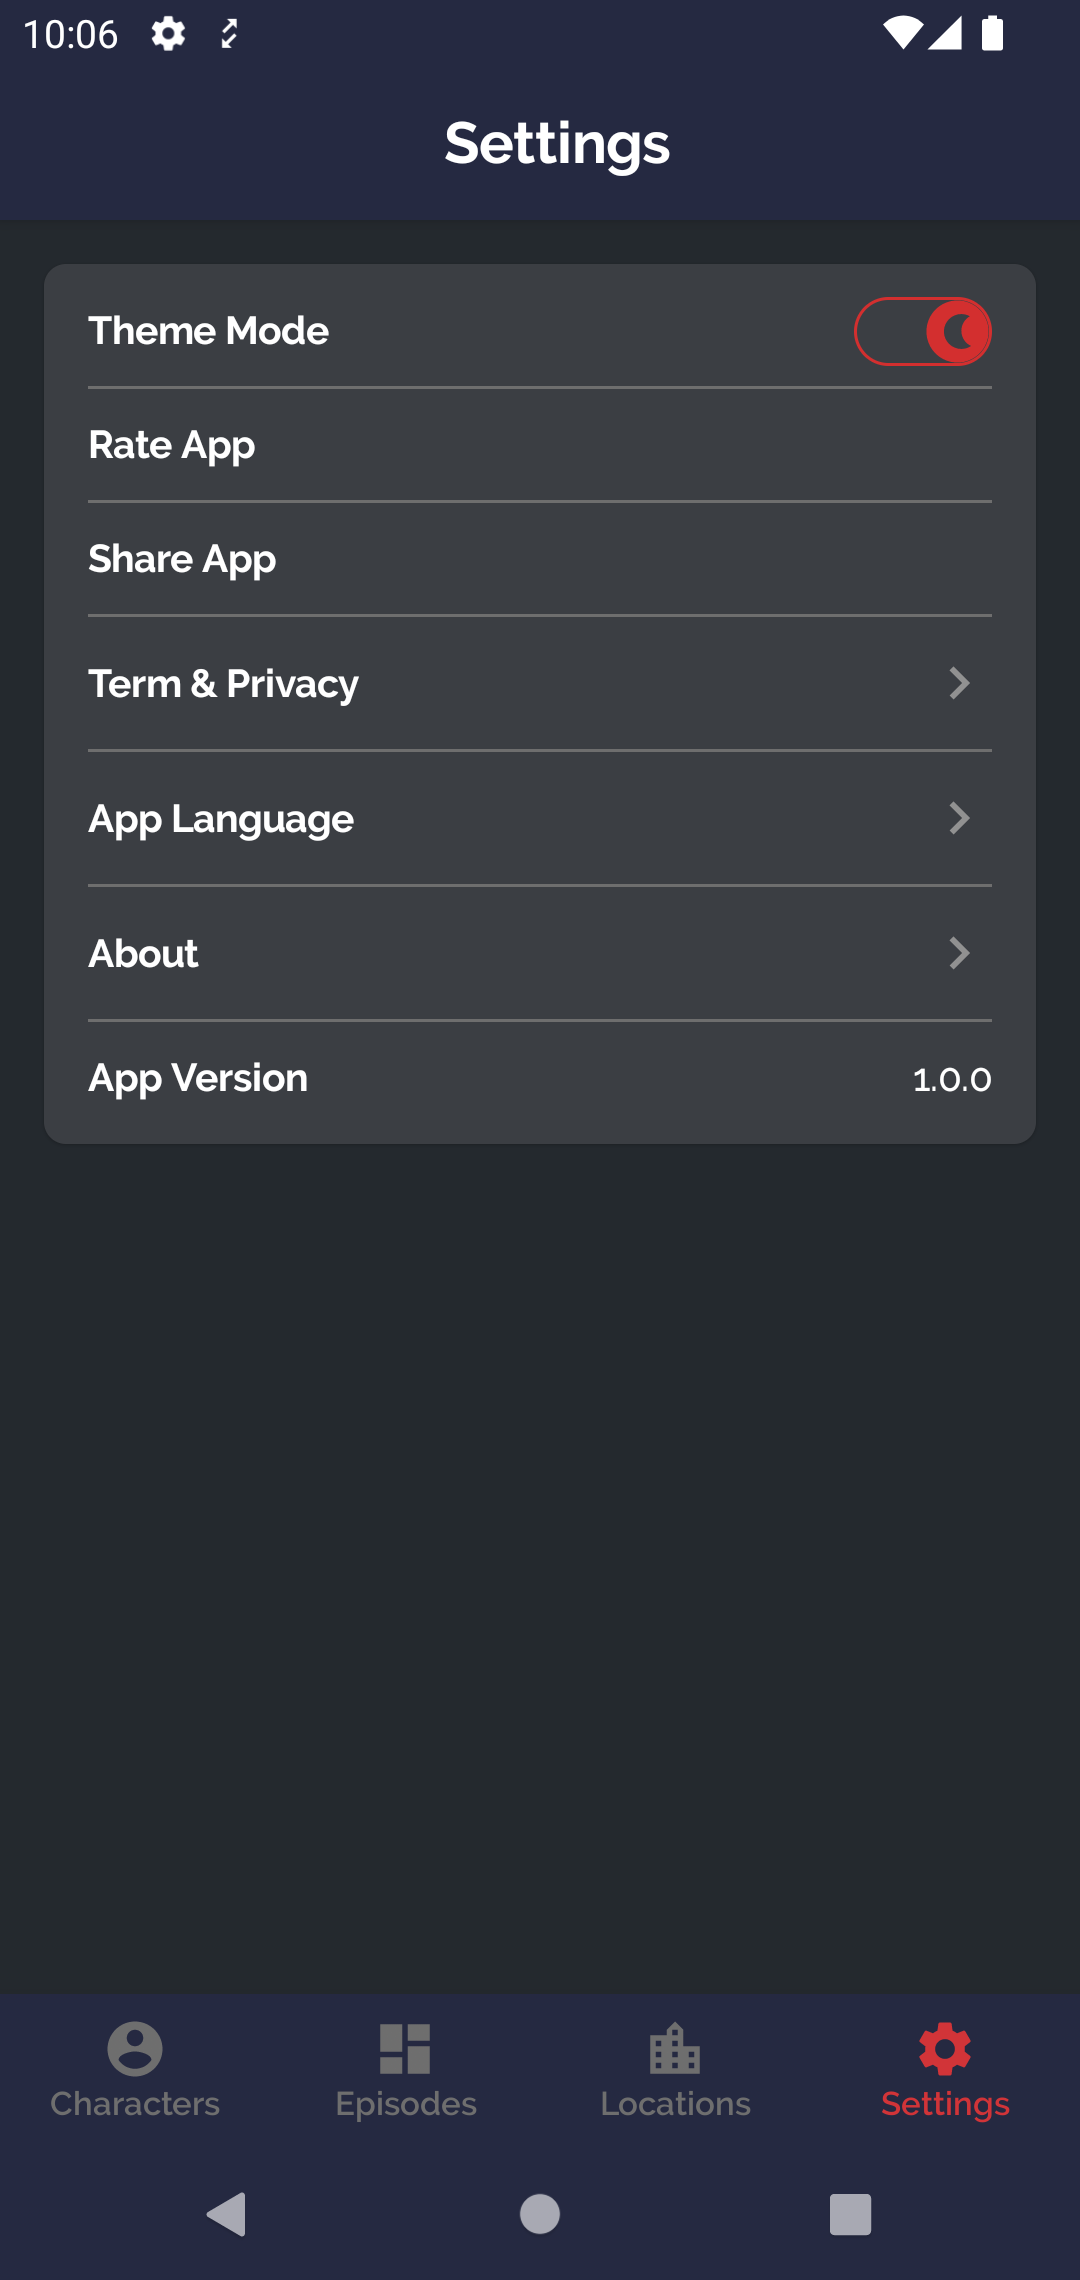 10:06
Settings
Theme Mode
Rate App
Share App
Term & Privacy
App Language
About
App Version 1.0.0
Characters Episodes Locations Settings